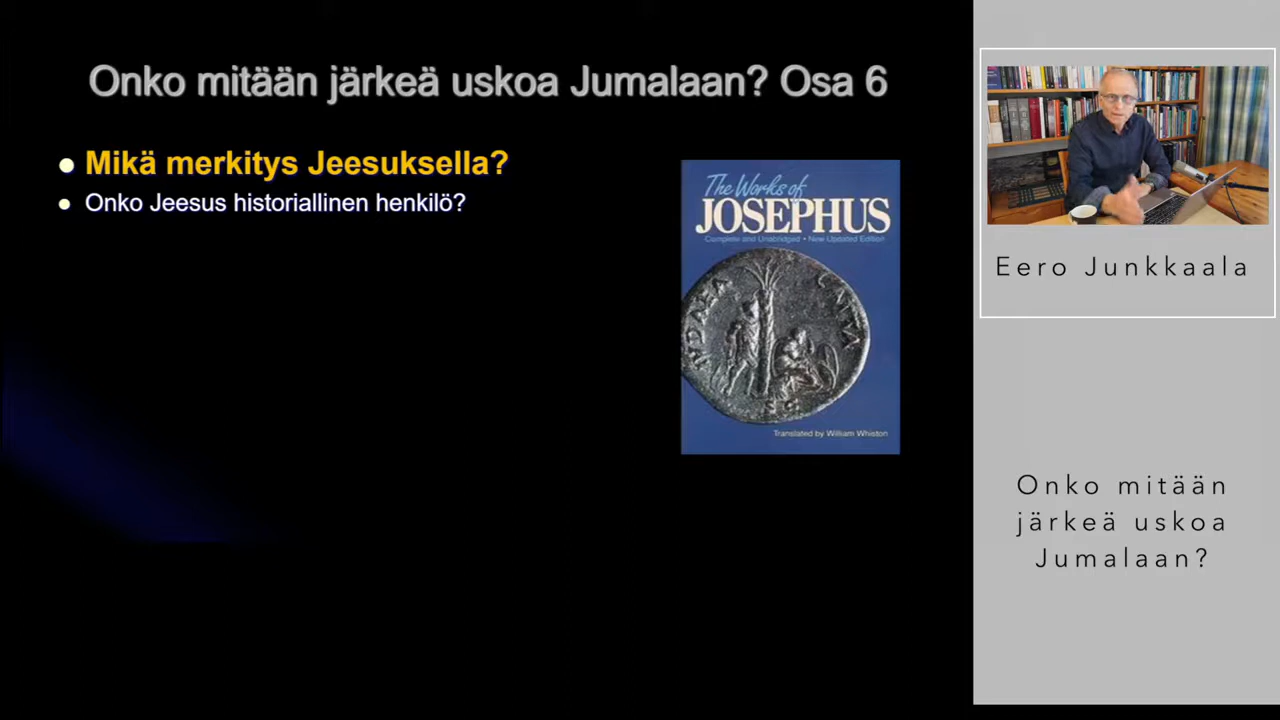 Onko mitään järkeä uskoa Jumalaan? Osa 6
Mikä merkitys Jeesuksella?
Onko Jeesus historiallinen henkilö?
The Works of
JOSEPHUS
Complete and Unabridged • New Updated Edition
Translated by William Whiston
Eero Junkkaala
Onko mitään
järkeä uskoa
Jumalaan?